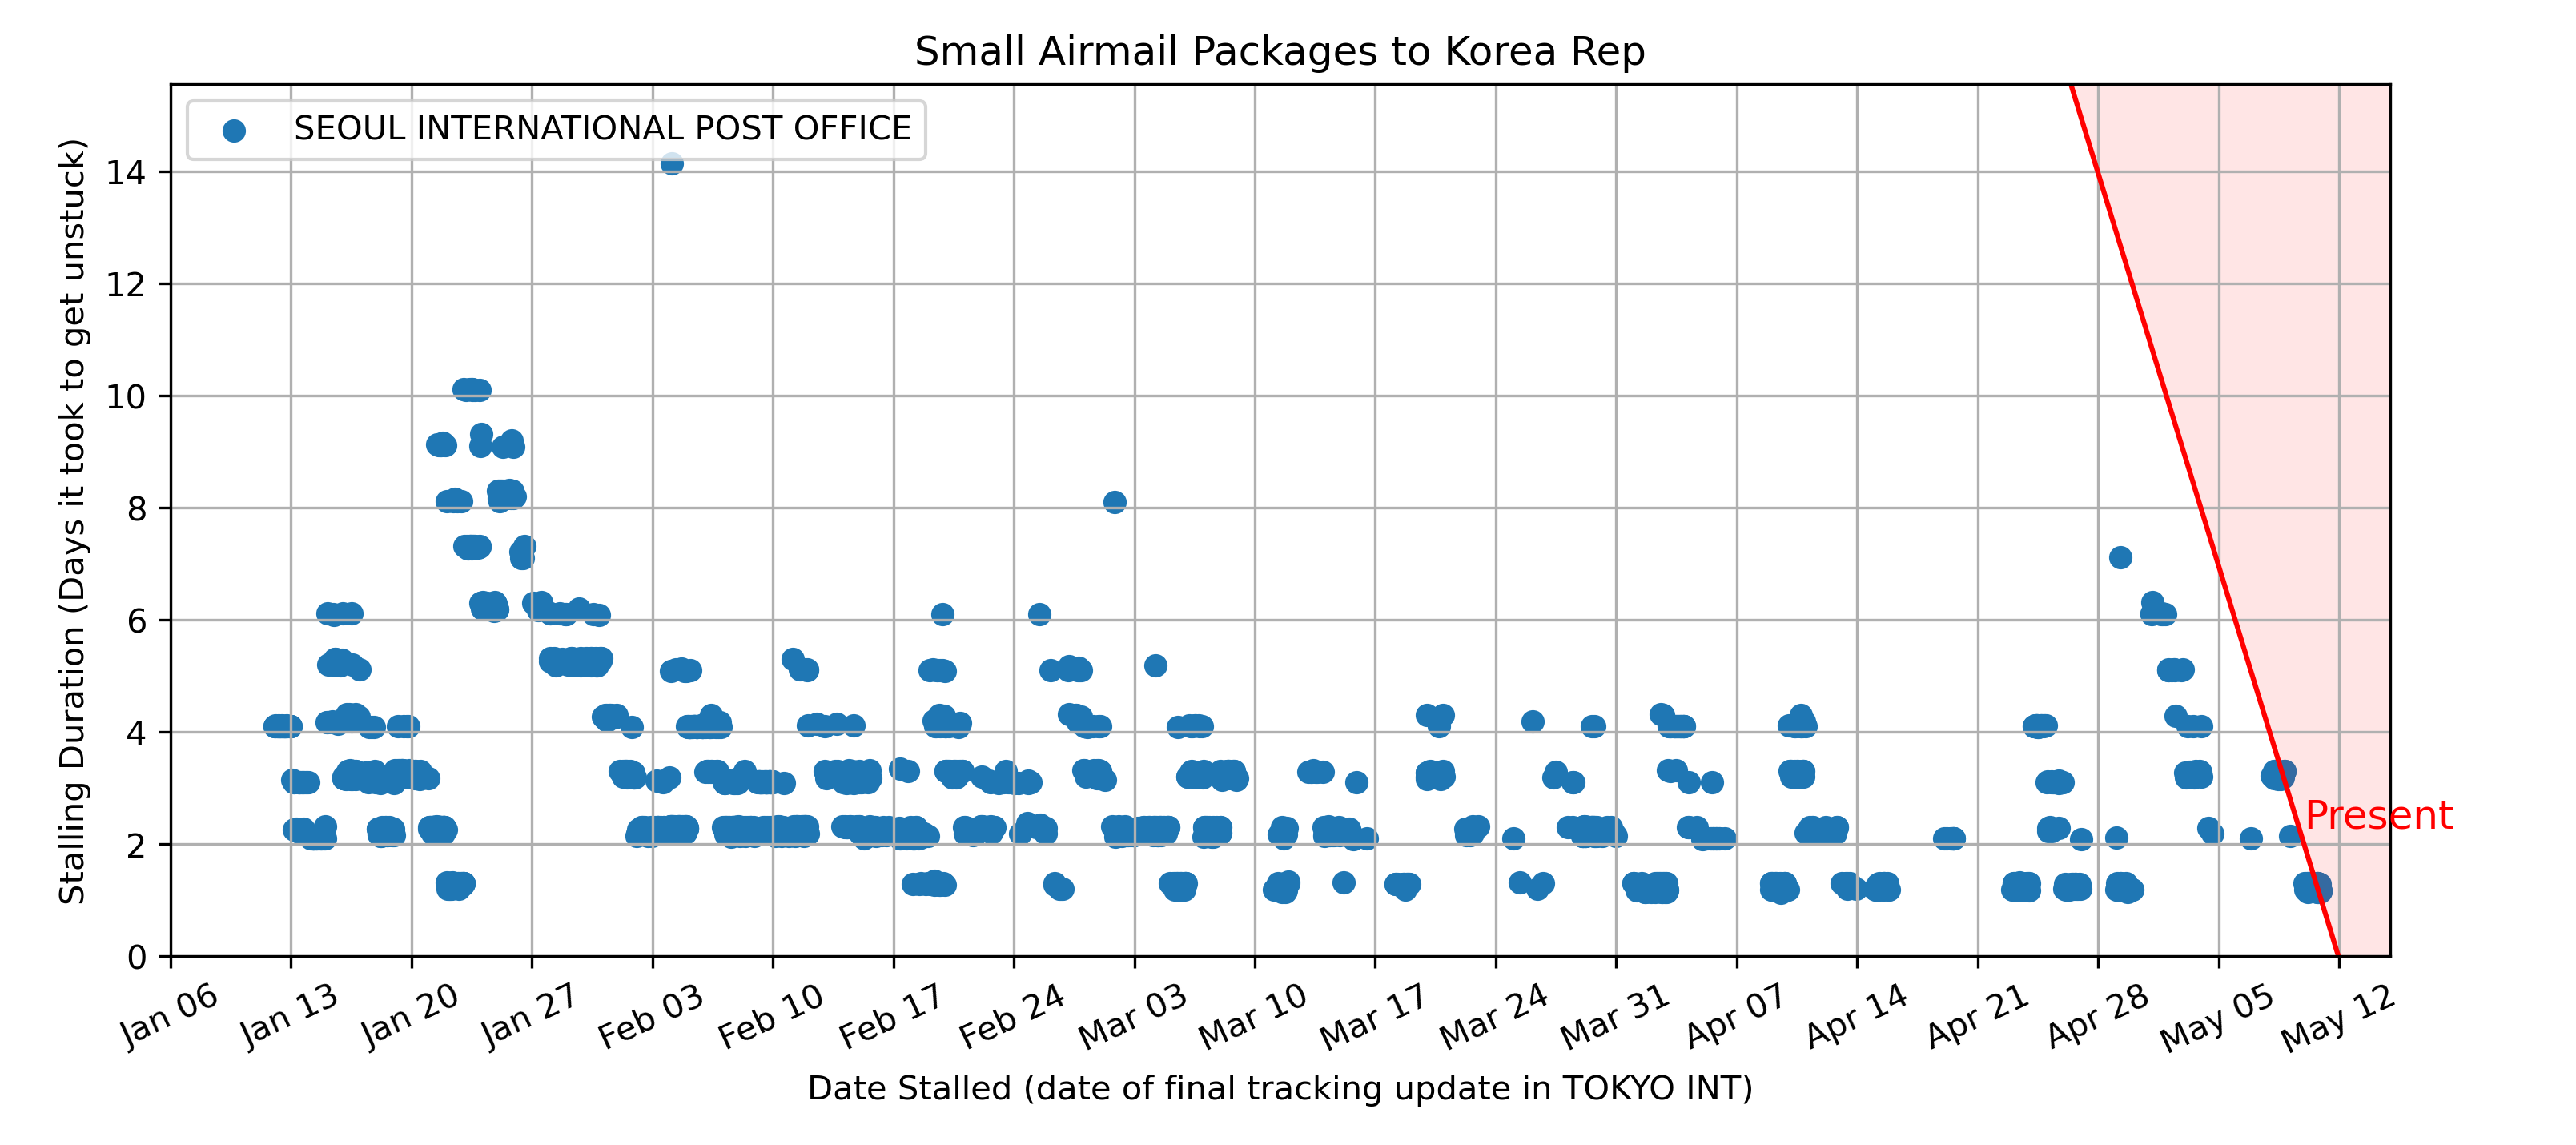 Small Airmail Packages to Korea Rep
SEOUL INTERNATIONAL POST OFFICE
Stalling Duration (Days it took to get unstuck)
14
12
10
8
6
4
2
0
Present
Jan 06
Jan 13
Jan 20
Jan 27
Feb 03
Feb 10
Feb 17
Feb 24
Mar 03
Mar 10
Mar 17
Mar 24
Mar 31
Apr 07
Apr 14
Apr 21
Apr 28
May 05
May 12
Date Stalled (date of final tracking update in TOKYO INT)